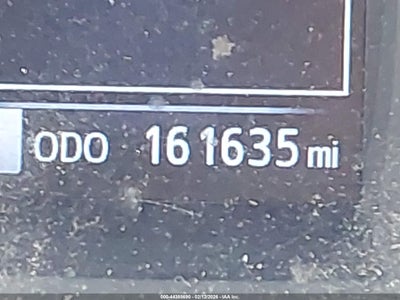 ODO 161635 mi
000-44385690 - 02/13/2026 - IAA Inc.